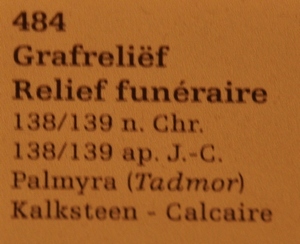 484
Grafreliëf
Relief funéraire
138/139 n. Chr.
138/139 ap. J.-C.
Palmyra (Tadmor)
Kalksteen - Calcaire